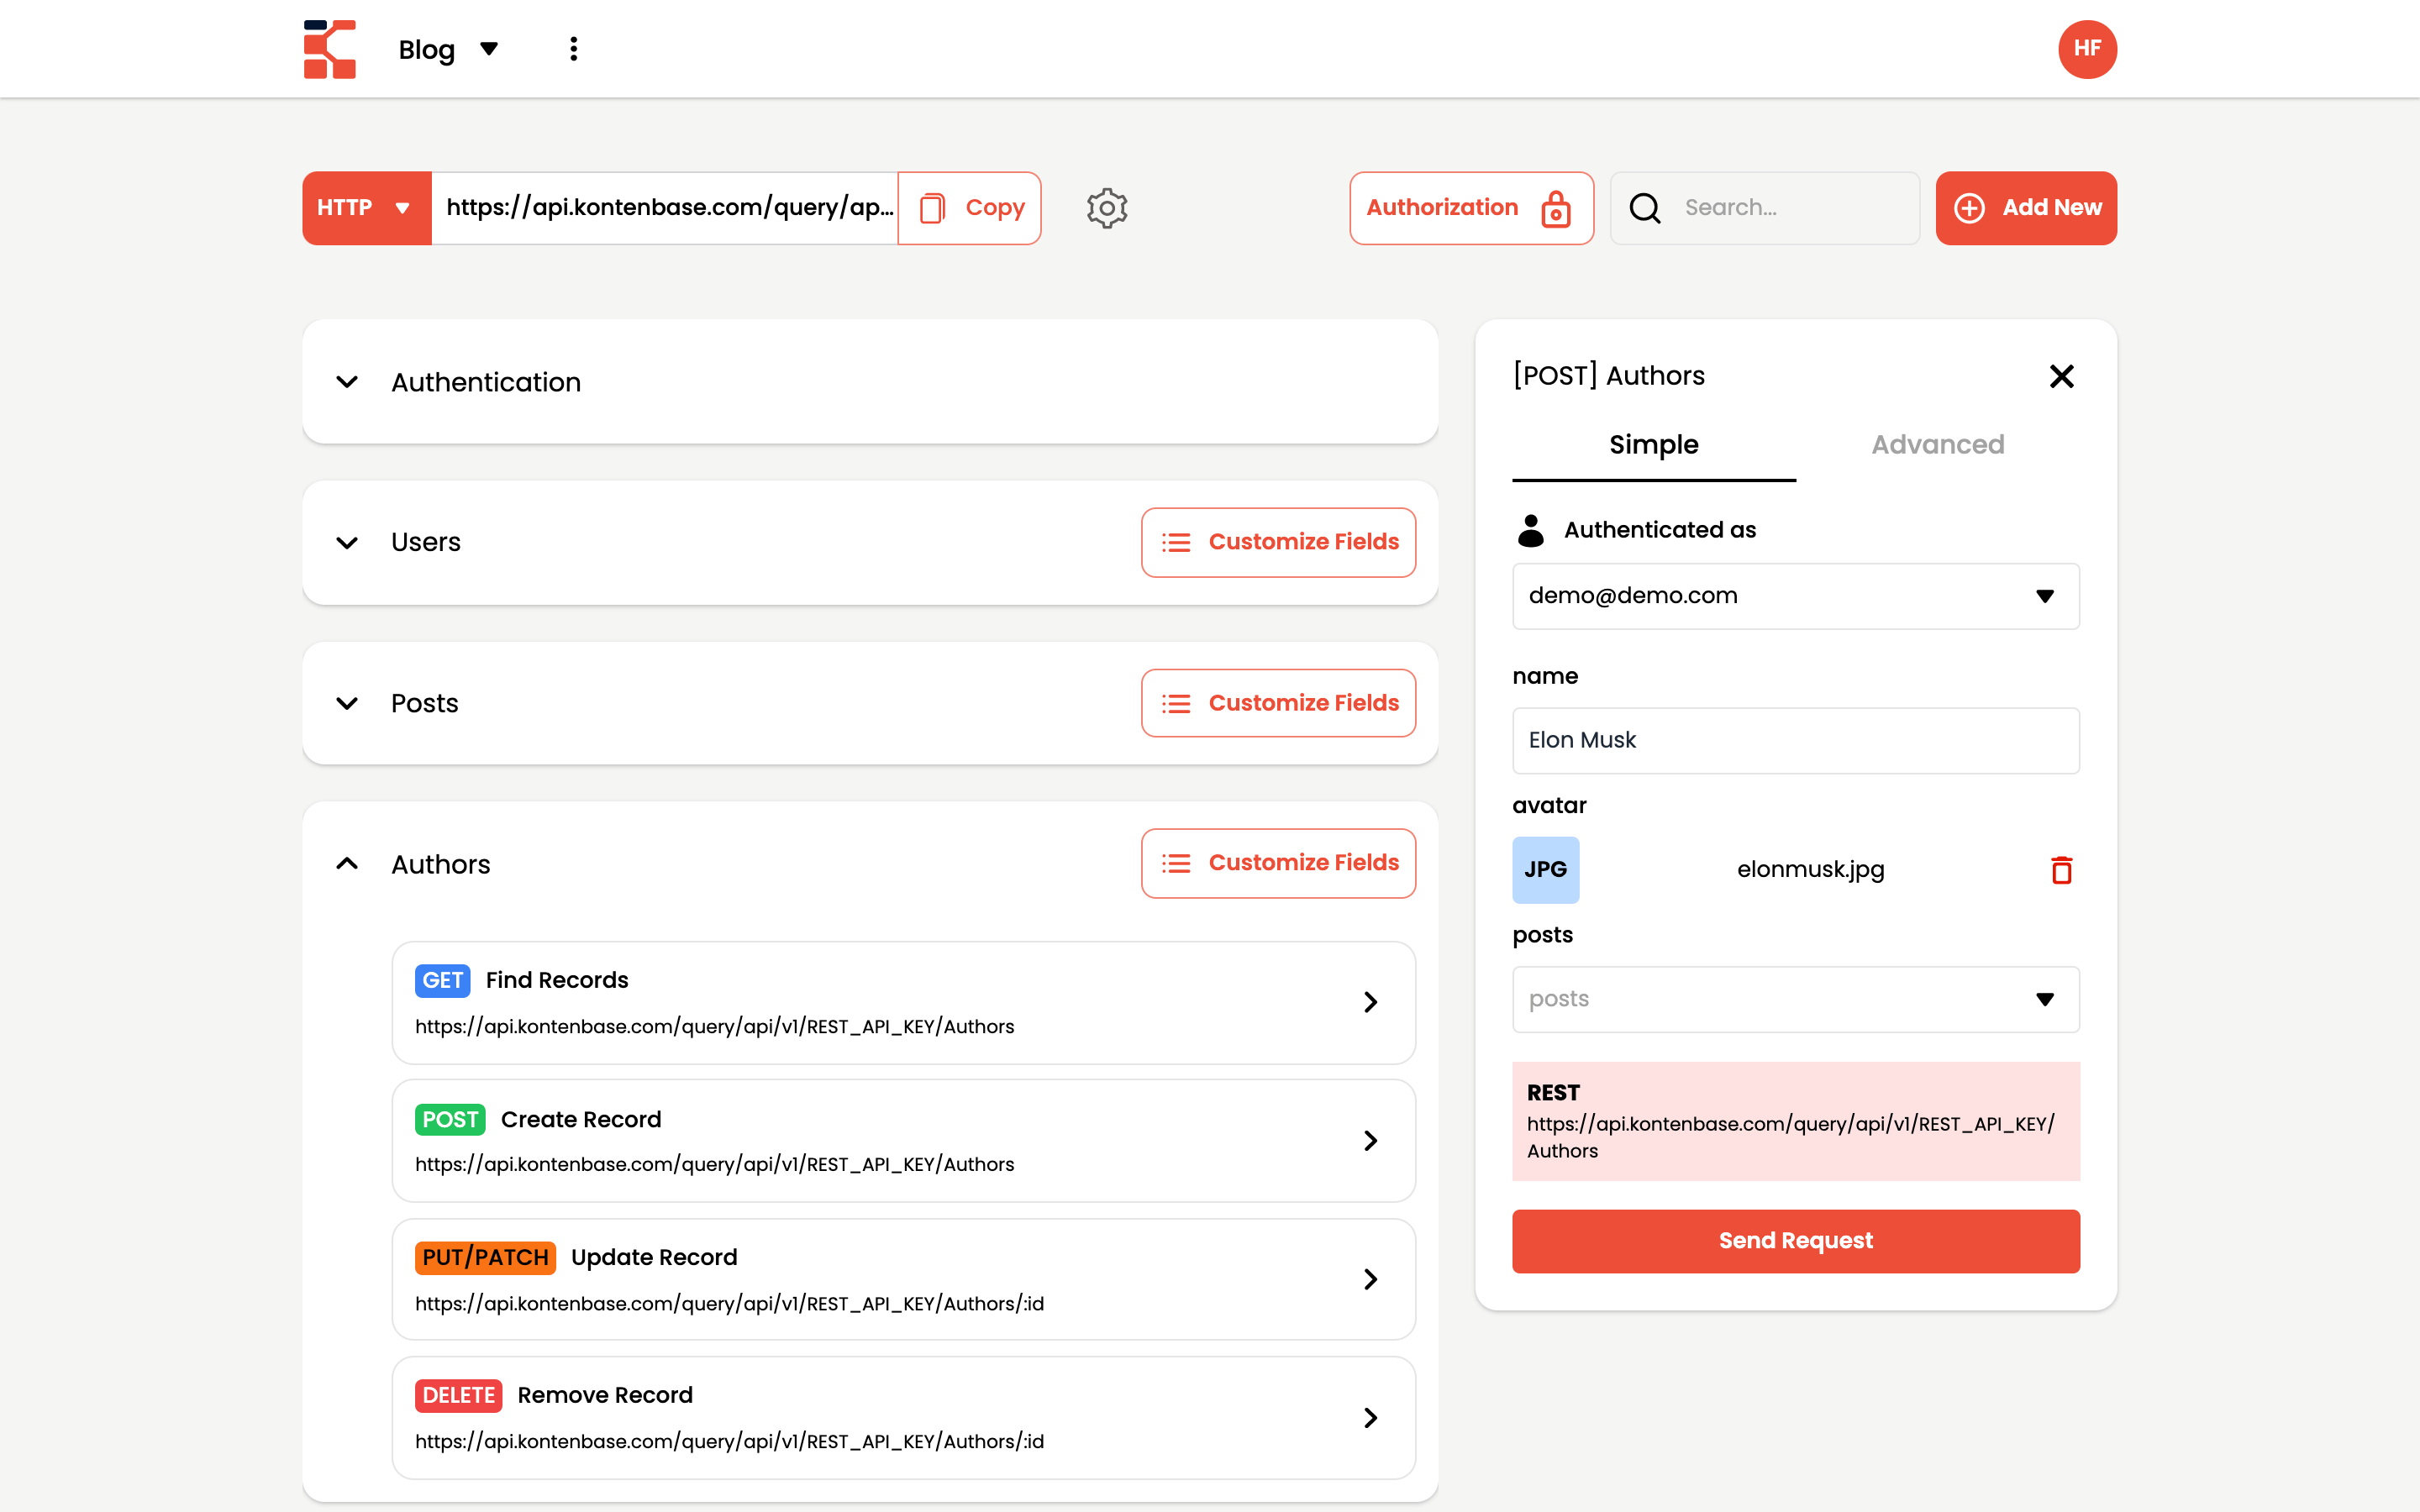 Blog
HF
HTTP
https://api.kontenbase.com/query/ap...
Copy
Authorization
Search...
Add New
Authentication
Users
Customize Fields
Posts
Customize Fields
Authors
Customize Fields
GET Find Records
https://api.kontenbase.com/query/api/v1/REST_API_KEY/Authors
POST Create Record
https://api.kontenbase.com/query/api/v1/REST_API_KEY/Authors
PUT/PATCH Update Record
https://api.kontenbase.com/query/api/v1/REST_API_KEY/Authors/:id
DELETE Remove Record
https://api.kontenbase.com/query/api/v1/REST_API_KEY/Authors/:id
[POST] Authors
Simple
Advanced
Authenticated as
demo@demo.com
name
Elon Musk
avatar
JPG
elonmusk.jpg
posts
posts
REST
https://api.kontenbase.com/query/api/v1/REST_API_KEY/
Authors
Send Request